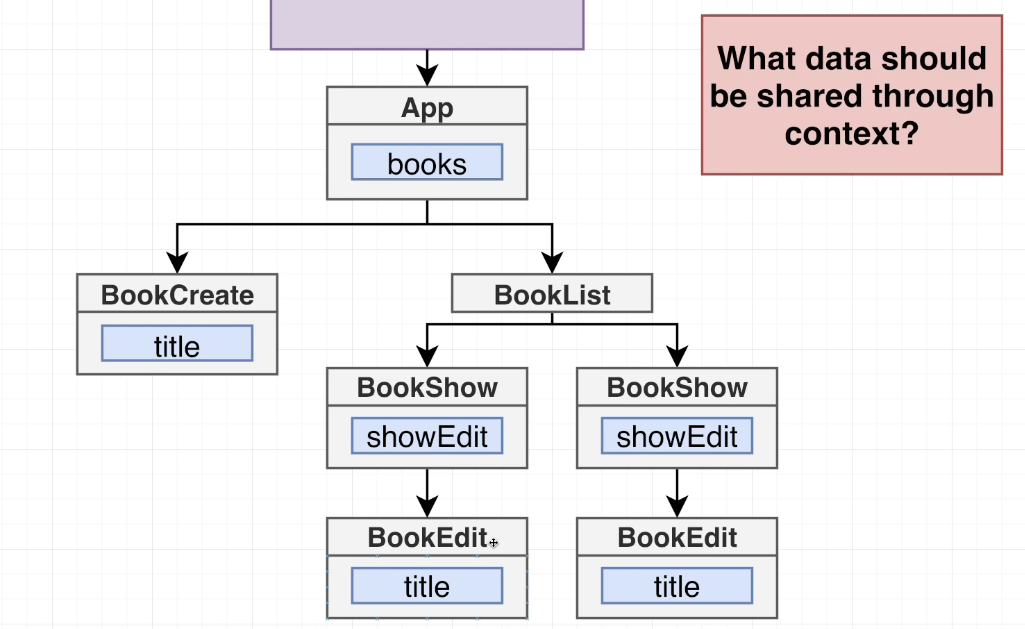 What data should
be shared through
context?
App
books
BookCreate
title
BookList
BookShow
showEdit
BookShow
showEdit
BookEdit
title
BookEdit
title